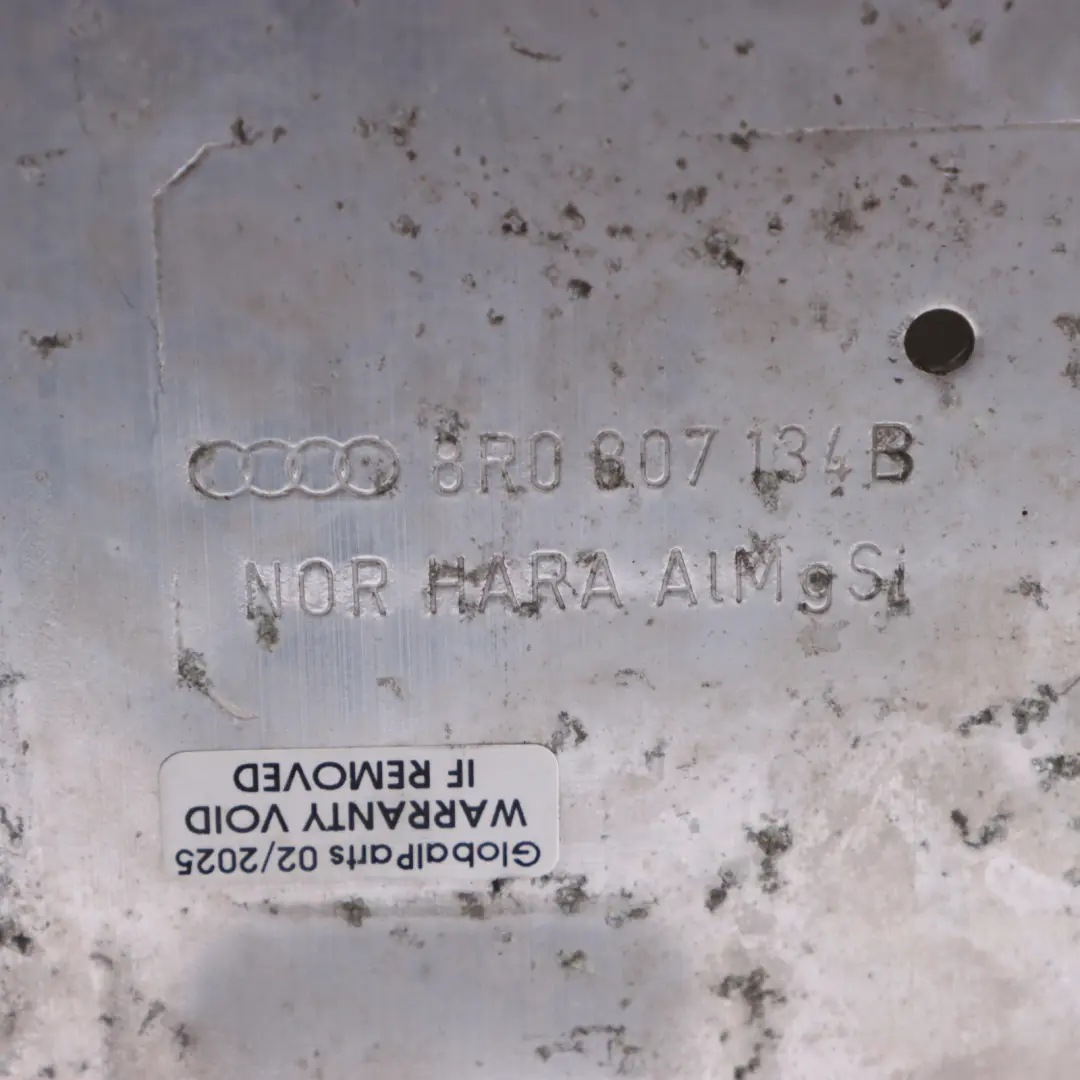 8R0 807 134 B
NOR HARA AlMgSi
GlobalParts 02/2025
WARRANTY VOID
IF REMOVED